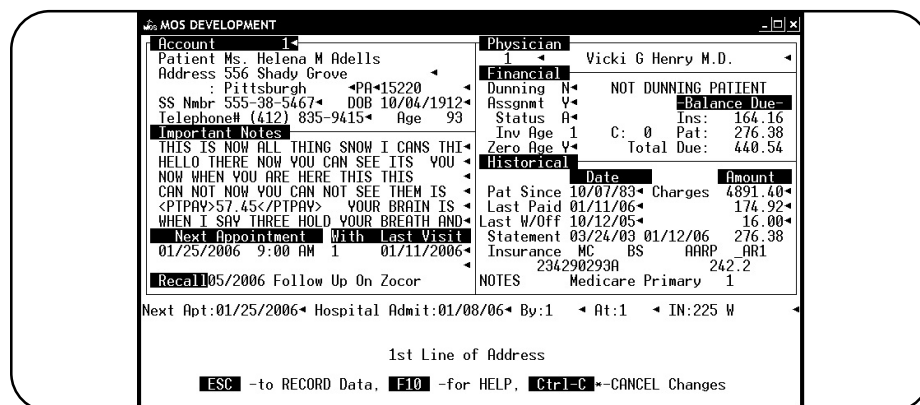 MOS DEVELOPMENT
Account 1
Patient Ms. Helena M Adells
Address 556 Shady Grove
: Pittsburgh PA 15220
SS Nmbr 555-38-5467 DOB 10/04/1912
Telephone# (412) 835-9415 Age 93
Important Notes
THIS IS NOW ALL THING SNOW I CANS THI
HELLO THERE NOW YOU CAN SEE ITS YOU
NOW WHEN YOU ARE HERE THIS THIS
CAN NOT NOW YOU CAN NOT SEE THEM IS
<PTPAY>57.45</PTPAY> YOUR BRAIN IS
WHEN I SAY THREE HOLD YOUR BREATH AND
Next Appointment With Last Visit
01/25/2006 9:00 AM 1 01/11/2006
Recall 05/2006 Follow Up On Zocor
Physician
1 Vicki G Henry M.D.
Financial
Dunning N NOT DUNNING PATIENT
Assgnmt Y -Balance Due-
Status A Ins: 164.16
Inv Age 1 C: 0 Pat: 276.38
Zero Age Y Total Due: 440.54
Historical
Date Amount
Pat Since 10/07/83 Charges 4891.40
Last Paid 01/11/06 174.92
Last W/Off 10/12/05 16.00
Statement 03/24/03 01/12/06 276.38
Insurance MC BS AARP _AR1
234290293A 242.2
NOTES Medicare Primary 1
Next Apt:01/25/2006 Hospital Admit:01/08/06 By:1 At:1 IN:225 W
1st Line of Address
ESC -to RECORD Data, F10 -for HELP, Ctrl-C *-CANCEL Changes